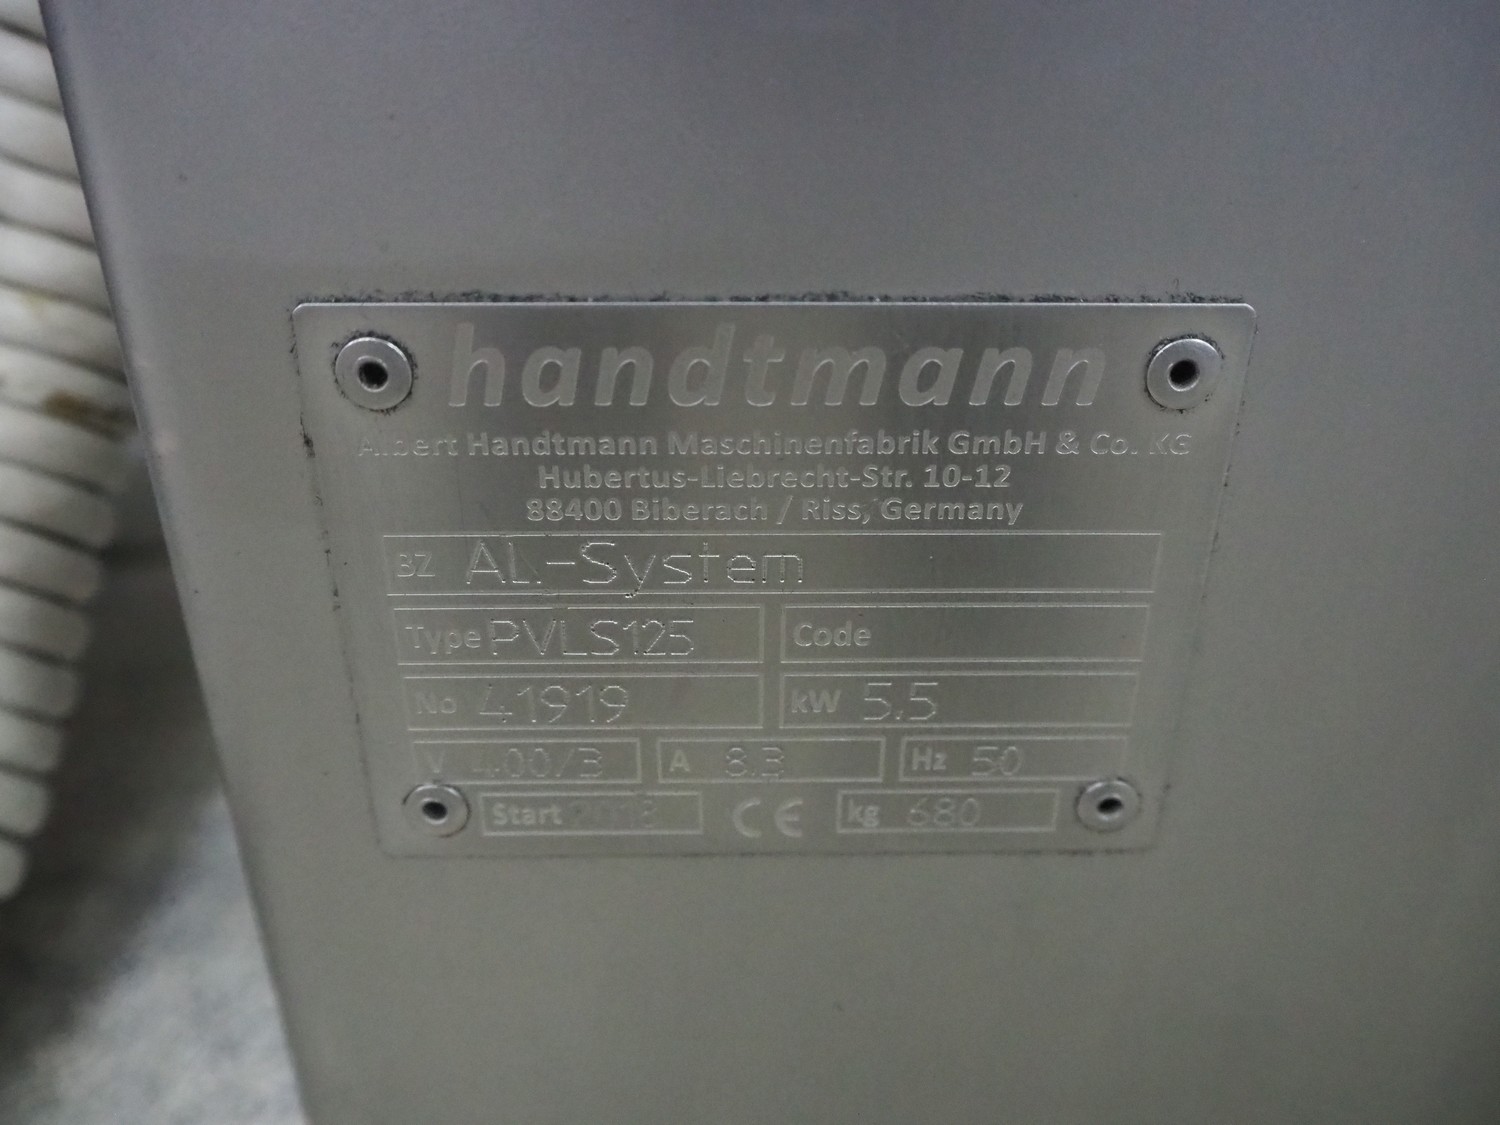 handtmann
Albert Handtmann Maschinenfabrik GmbH & Co. KG
Hubertus-Liebrecht-Str. 10-12
88400 Biberach / Riss, Germany
BZ AL-System
Type PVLS125 Code
No 41919 kW 5.5
V 400/3 A 8.3 Hz 50
Start CE kg 680